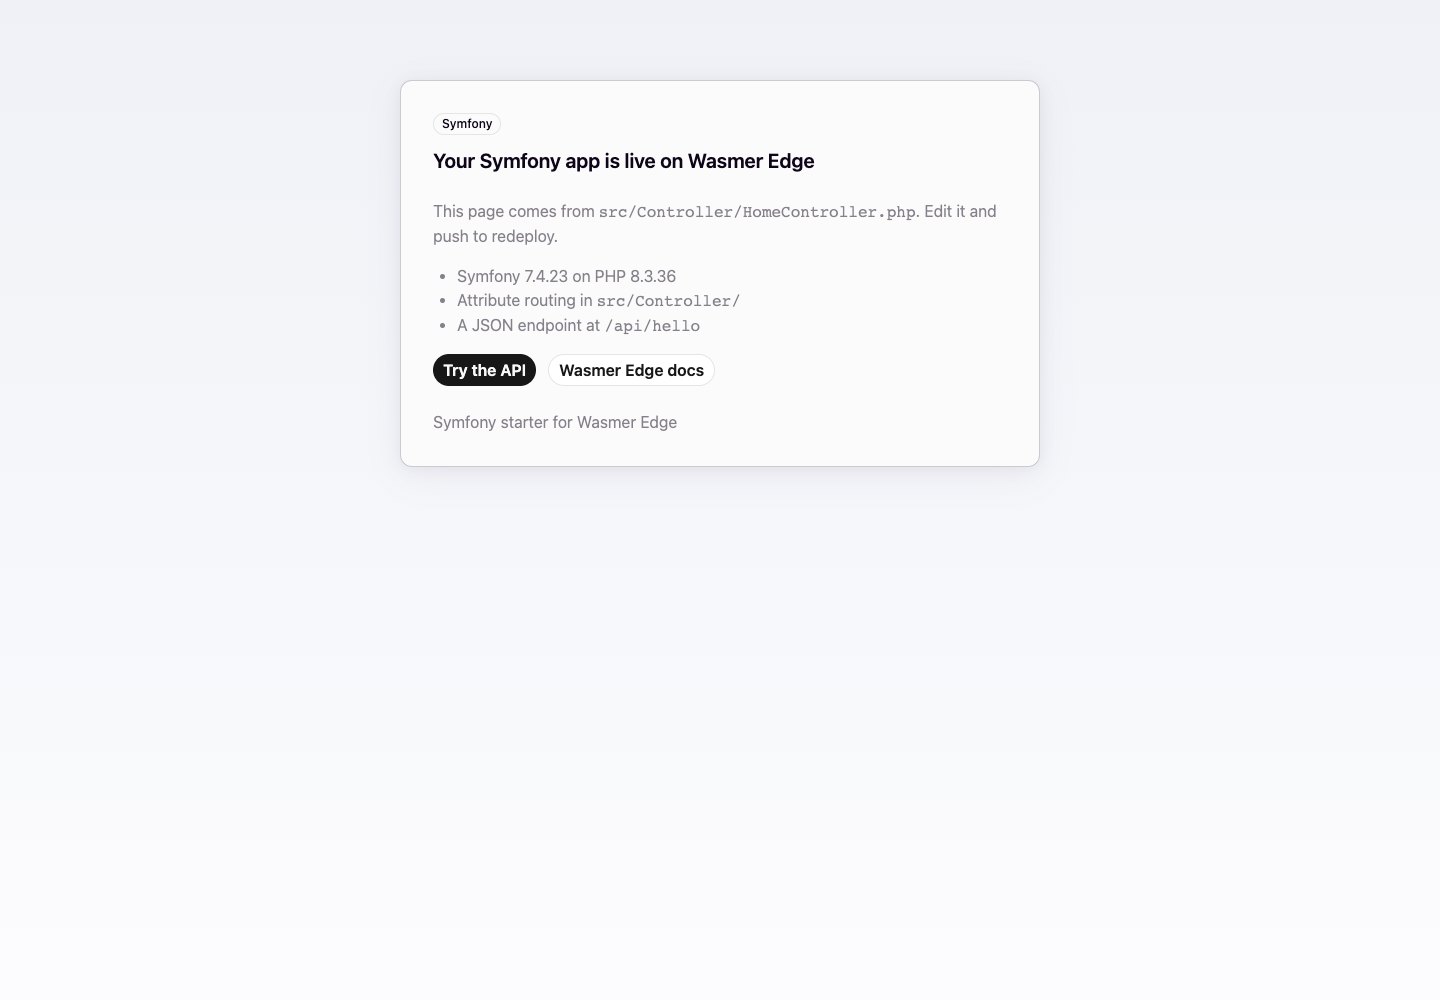 Symfony
Your Symfony app is live on Wasmer Edge
This page comes from src/Controller/HomeController.php. Edit it and
push to redeploy.
• Symfony 7.4.23 on PHP 8.3.36
• Attribute routing in src/Controller/
• A JSON endpoint at /api/hello
Try the API
Wasmer Edge docs
Symfony starter for Wasmer Edge